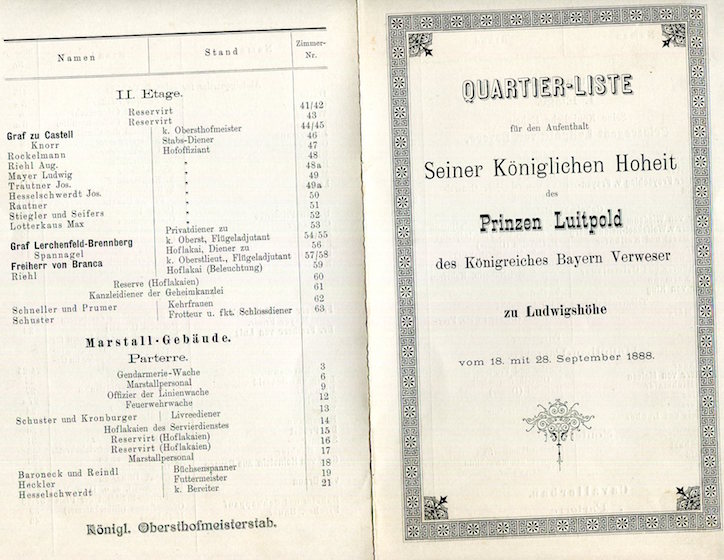 Namen Stand Zimmer-Nr.
II. Etage.
Reservirt 41/42
Reservirt 43
Graf zu Castell k. Obersthofmeister 44/45
Knorr Stabs-Diener 46
Rockelmann Hofoffiziant 47
Riehl Aug. " 48
Mayer Ludwig " 48a
Trautner Jos. " 49
Hesselschwerdt Jos. " 49a
Rautner " 50
Stiegler und Seifers " 51
Lotterkaus Max " 52
Privatdiener zu 53
Graf Lerchenfeld-Brennberg k. Oberst, Flügeladjutant 54/55
Spannagel Hoflakai, Diener zu 56
Freiherr von Branca k. Oberstlieut., Flügeladjutant 57/58
Riehl Hoflakai (Beleuchtung) 59
Reserve (Hoflakaien) 60
Kanzleidiener der Geheimkanzlei 61
Schneller und Prumer Kehrfrauen 62
Schuster Frotteur u. fkt. Schlossdiener 63
Marstall-Gebäude.
Parterre.
Gendarmerie-Wache 3
Marstallpersonal 6
Offizier der Linienwache 9
Feuerwehrwache 12
Schuster und Kronburger Livreediener 13
Hoflakaien des Servierdienstes 14
Reservirt (Hoflakaien) 15
Reservirt (Hoflakaien) 16
Marstallpersonal 17
Baroneck und Reindl Büchsenspanner 18
Heckler Futtermeister 19
Hesselschwerdt k. Bereiter 21
Königl. Obersthofmeisterstab.
QUARTIER-LISTE
für den Aufenthalt
Seiner Königlichen Hoheit
des
Prinzen Luitpold
des Königreiches Bayern Verweser
zu Ludwigshöhe
vom 18. mit 28. September 1888.